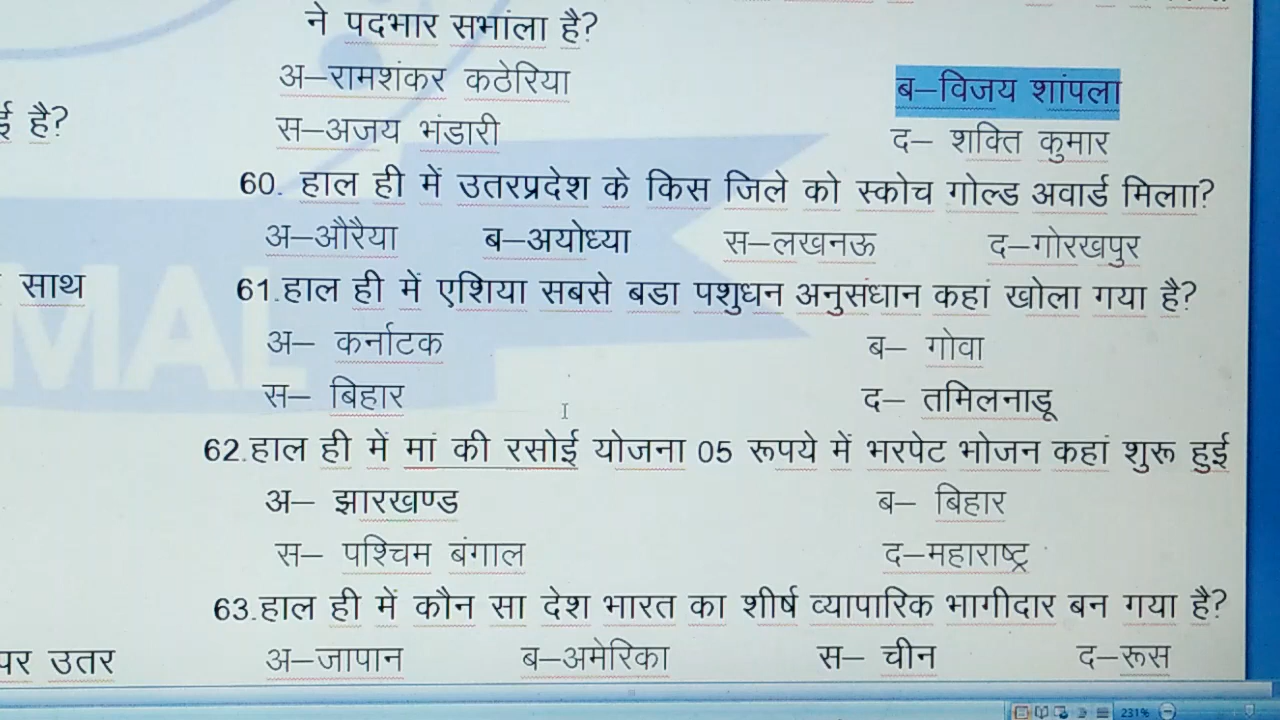 ने पदभार सभांला है?
अ–रामशंकर कठेरिया ब–विजय शांपला
ई है?
स–अजय भंडारी द– शक्ति कुमार
60. हाल ही में उतरप्रदेश के किस जिले को स्कोच गोल्ड अवार्ड मिलाा?
अ–औरैया ब–अयोध्या स–लखनऊ द–गोरखपुर
साथ
61.हाल ही में एशिया सबसे बडा पशुधन अनुसंधान कहां खोला गया है?
अ– कर्नाटक ब– गोवा
MAL
स– बिहार द– तमिलनाडू
62.हाल ही में मां की रसोई योजना 05 रूपये में भरपेट भोजन कहां शुरू हुई
अ– झारखण्ड ब– बिहार
स– पश्चिम बंगाल द–महाराष्ट्र
63.हाल ही में कौन सा देश भारत का शीर्ष व्यापारिक भागीदार बन गया है?
पर उतर
अ–जापान ब–अमेरिका स– चीन द–रूस
231%